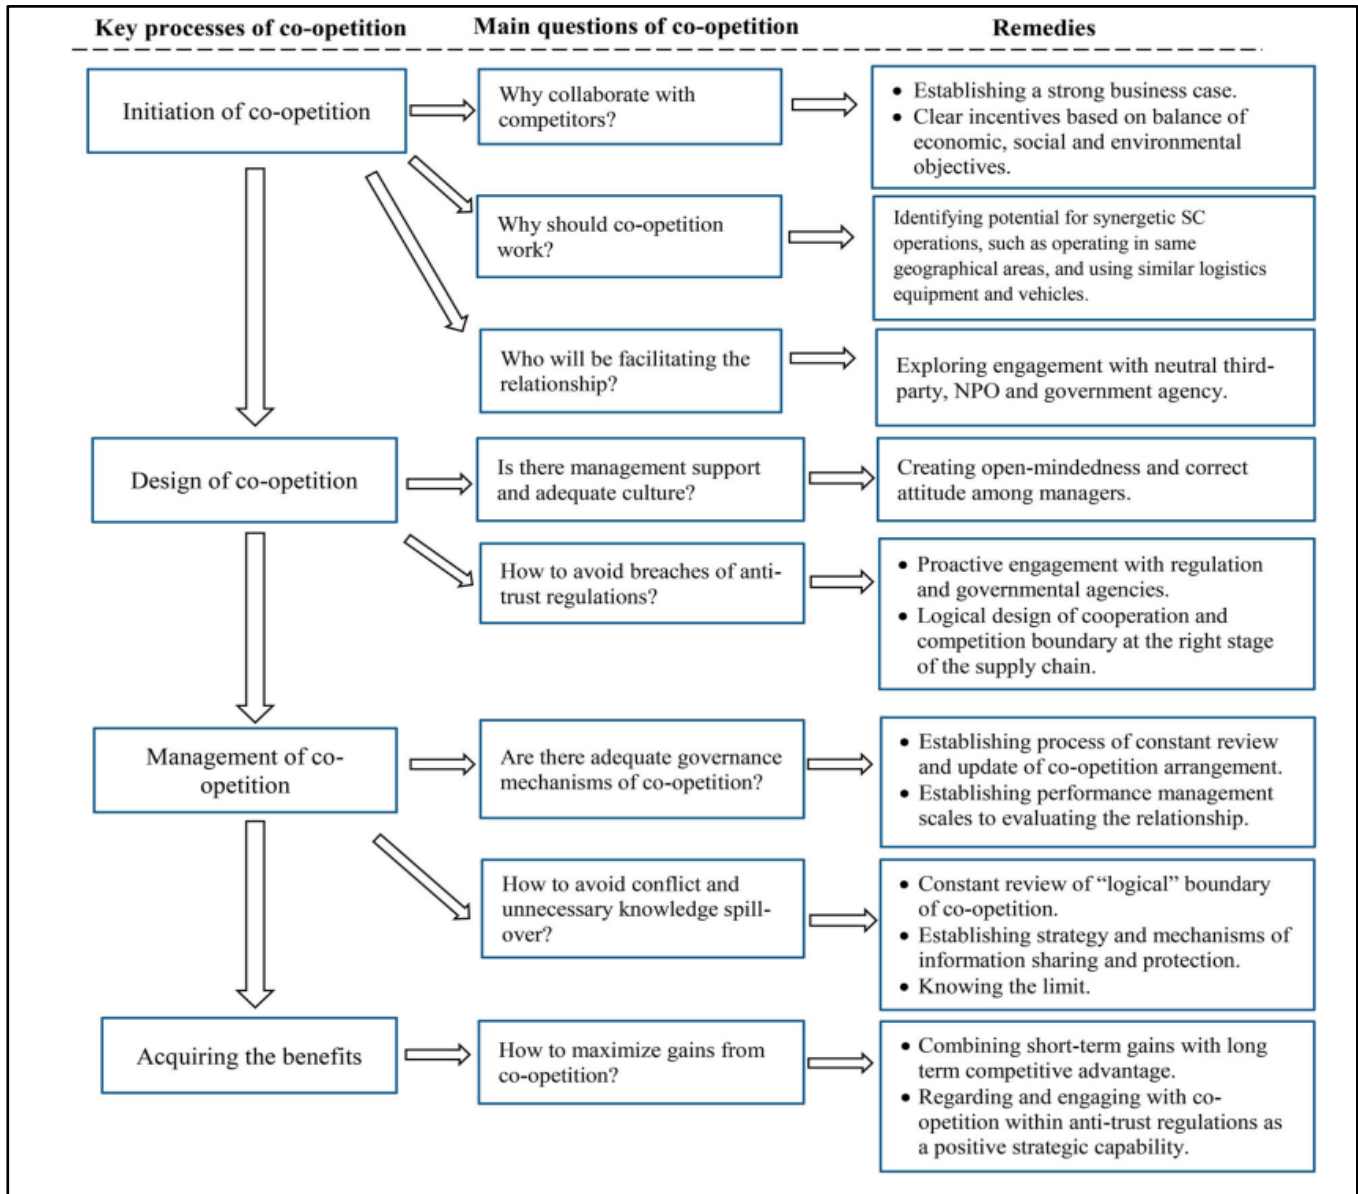 Key processes of co-opetition
Main questions of co-opetition
Remedies
Initiation of co-opetition
Why collaborate with
competitors?
• Establishing a strong business case.
• Clear incentives based on balance of
economic, social and environmental
objectives.
Why should co-opetition
work?
Identifying potential for synergetic SC
operations, such as operating in same
geographical areas, and using similar logistics
equipment and vehicles.
Who will be facilitating the
relationship?
Exploring engagement with neutral third-
party, NPO and government agency.
Design of co-opetition
Is there management support
and adequate culture?
Creating open-mindedness and correct
attitude among managers.
How to avoid breaches of anti-
trust regulations?
• Proactive engagement with regulation
and governmental agencies.
• Logical design of cooperation and
competition boundary at the right stage
of the supply chain.
Management of co-
opetition
Are there adequate governance
mechanisms of co-opetition?
• Establishing process of constant review
and update of co-opetition arrangement.
• Establishing performance management
scales to evaluating the relationship.
How to avoid conflict and
unnecessary knowledge spill-
over?
• Constant review of “logical” boundary
of co-opetition.
• Establishing strategy and mechanisms of
information sharing and protection.
• Knowing the limit.
Acquiring the benefits
How to maximize gains from
co-opetition?
• Combining short-term gains with long
term competitive advantage.
• Regarding and engaging with co-
opetition within anti-trust regulations as
a positive strategic capability.